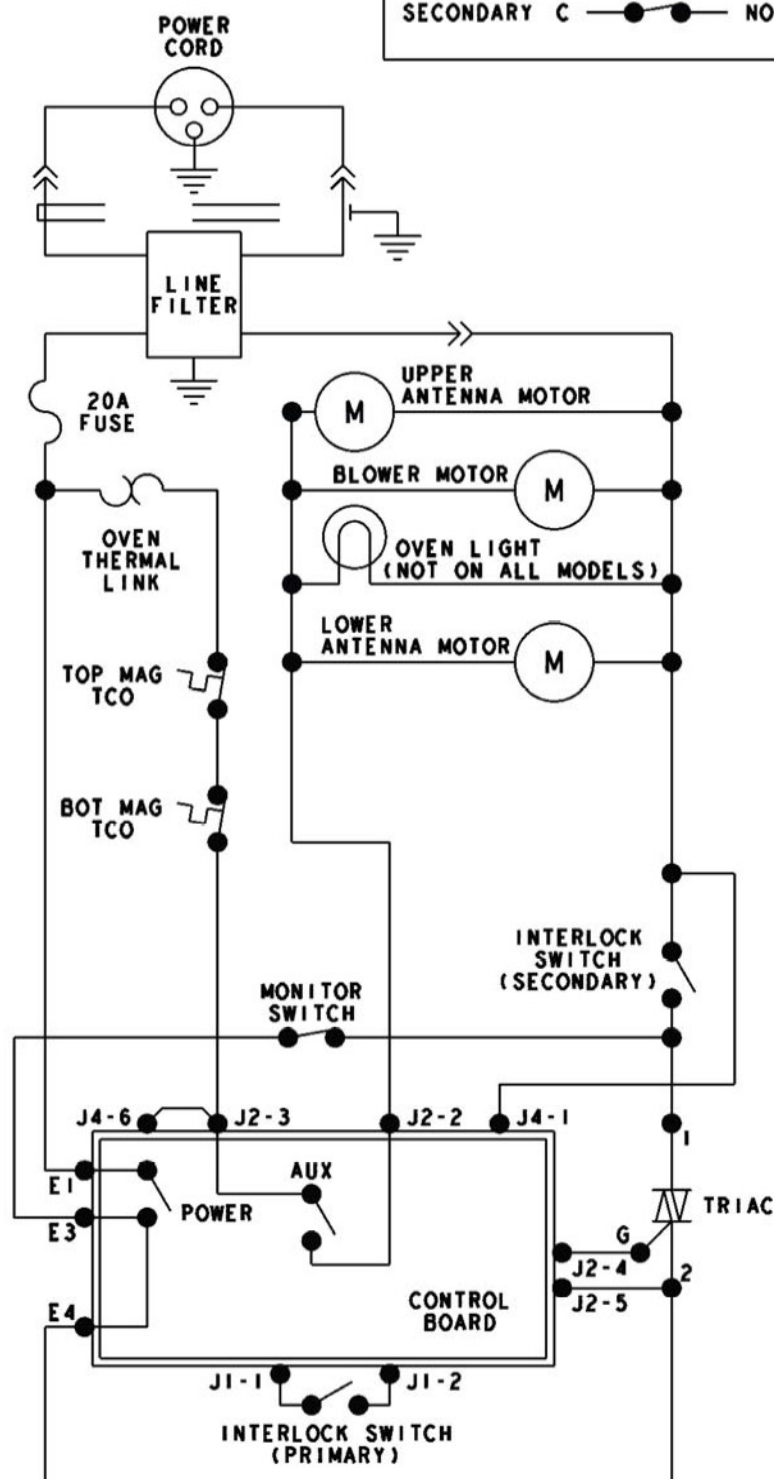 SECONDARY C NO
POWER
CORD
LINE
FILTER
20A
FUSE
UPPER
ANTENNA MOTOR
M
BLOWER MOTOR
M
OVEN
THERMAL
LINK
OVEN LIGHT
(NOT ON ALL MODELS)
LOWER
ANTENNA MOTOR
M
TOP MAG
TCO
BOT MAG
TCO
INTERLOCK
SWITCH
(SECONDARY)
MONITOR
SWITCH
J4-6
J2-3
J2-2
J4-1
1
E1
AUX
POWER
TRIAC
E3
G
J2-4
2
J2-5
E4
CONTROL
BOARD
J1-1
J1-2
INTERLOCK SWITCH
(PRIMARY)